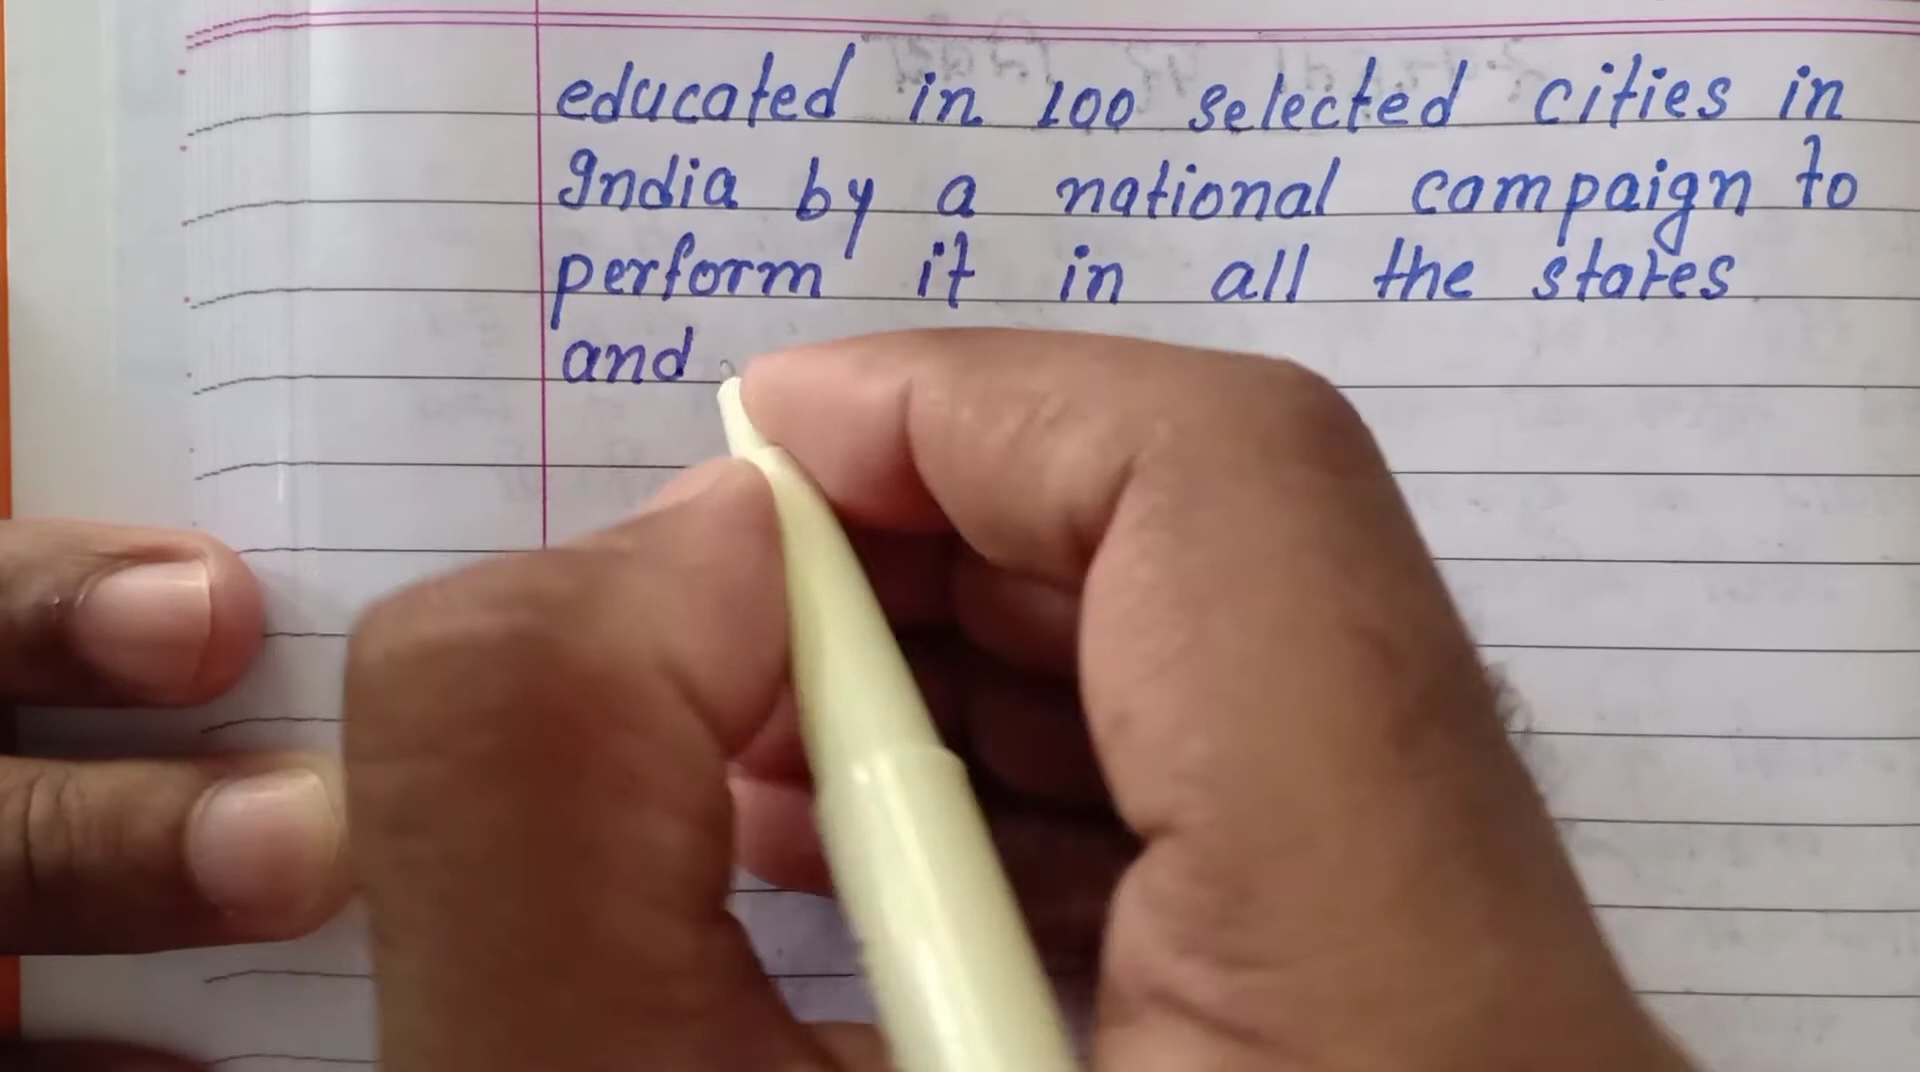 educated in 100 selected cities in
India by a national campaign to
perform it in all the states
and